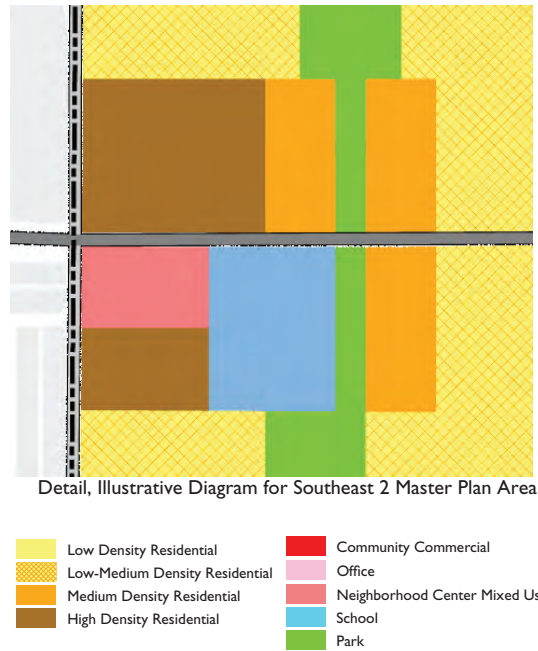 Detail, Illustrative Diagram for Southeast 2 Master Plan Area
Low Density Residential
Low-Medium Density Residential
Medium Density Residential
High Density Residential
Community Commercial
Office
Neighborhood Center Mixed Us
School
Park